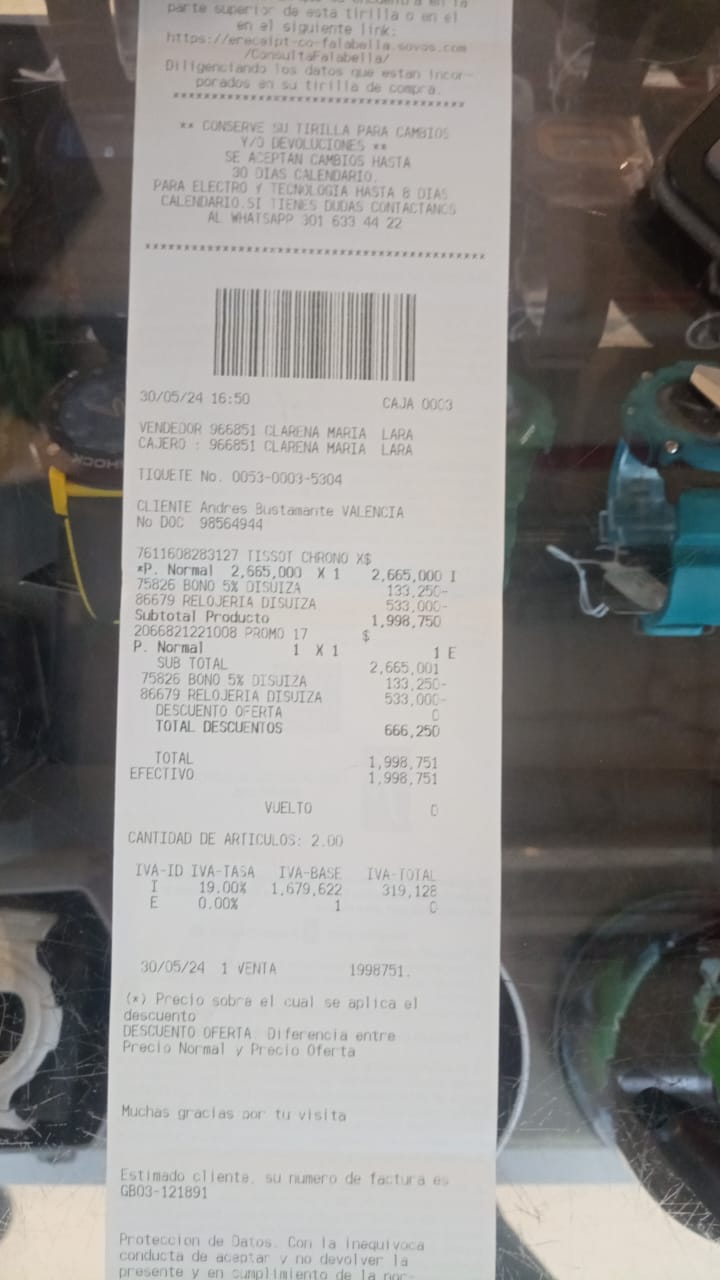 parte superior de esta tirilla o en el
en el siguiente link:
https://ereceipt-co-falabella.sovos.com
/ConsultaFalabella/
Diligenciando los datos que estan incor-
porados en su tirilla de compra.
****************************************
** CONSERVE SU TIRILLA PARA CAMBIOS
Y/O DEVOLUCIONES **
SE ACEPTAN CAMBIOS HASTA
30 DIAS CALENDARIO.
PARA ELECTRO Y TECNOLOGIA HASTA 8 DIAS
CALENDARIO.SI TIENES DUDAS CONTACTANOS
AL WHATSAPP 301 633 44 22
****************************************
30/05/24 16:50 CAJA 0003
VENDEDOR 966851 CLARENA MARIA LARA
CAJERO : 966851 CLARENA MARIA LARA
TIQUETE No. 0053-0003-5304
CLIENTE Andres Bustamante VALENCIA
No DOC 98564944
7611608283127 TISSOT CHRONO X$
*P. Normal 2,665,000 X 1 2,665,000 I
75826 BONO 5% DISUIZA 133,250-
86679 RELOJERIA DISUIZA 533,000-
Subtotal Producto 1,998,750
2066821221008 PROMO 17 $
P. Normal 1 X 1 1 E
SUB TOTAL 2,665,001
75826 BONO 5% DISUIZA 133,250-
86679 RELOJERIA DISUIZA 533,000-
DESCUENTO OFERTA 0
TOTAL DESCUENTOS 666,250
TOTAL 1,998,751
EFECTIVO 1,998,751
VUELTO 0
CANTIDAD DE ARTICULOS: 2.00
IVA-ID IVA-TASA IVA-BASE IVA-TOTAL
I 19.00% 1,679,622 319,128
E 0.00% 1 0
30/05/24 1 VENTA 1998751.
(*) Precio sobre el cual se aplica el
descuento
DESCUENTO OFERTA: Diferencia entre
Precio Normal y Precio Oferta
Muchas gracias por tu visita
Estimado cliente, su numero de factura es
GB03-121891
Proteccion de Datos. Con la inequivoca
conducta de aceptar y no devolver la
presente y en cumplimiento de la nor-